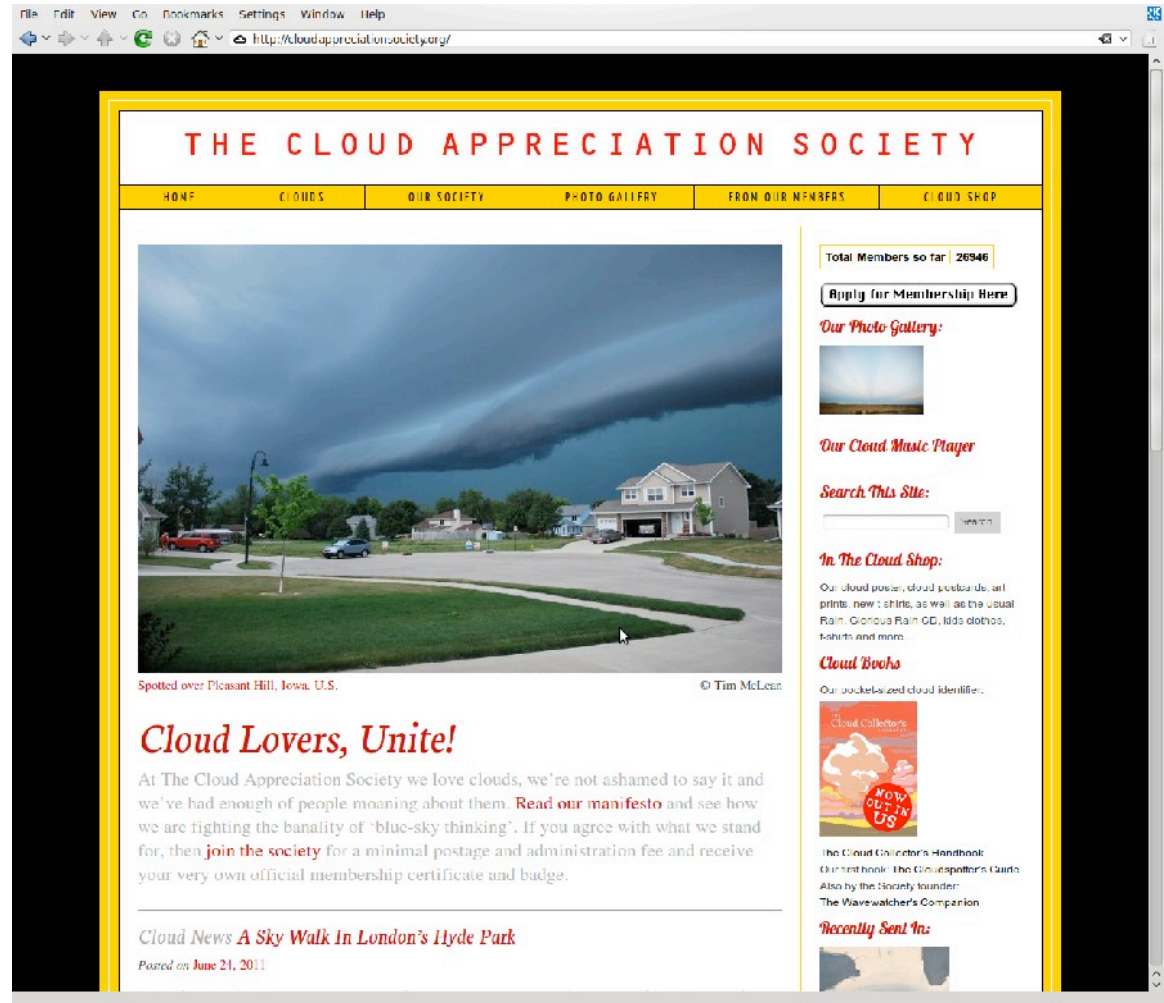 File Edit View Go Bookmarks Settings Window Help
http://cloudappreciationsociety.org/
THE CLOUD APPRECIATION SOCIETY
HOME CLOUDS OUR SOCIETY PHOTO GALLERY FROM OUR MEMBERS CLOUD SHOP
Spotted over Pleasant Hill, Iowa, U.S. © Tim McLean
Cloud Lovers, Unite!
At The Cloud Appreciation Society we love clouds, we're not ashamed to say it and
we've had enough of people moaning about them. Read our manifesto and see how
we are fighting the banality of 'blue-sky thinking'. If you agree with what we stand
for, then join the society for a minimal postage and administration fee and receive
your very own official membership certificate and badge.
Cloud News A Sky Walk In London's Hyde Park
Posted on June 24, 2011
Total Members so far 26946
Apply for Membership Here
Our Photo Gallery:
Our Cloud Music Player
Search This Site:
Search
In The Cloud Shop:
Our cloud poster, cloud postcards, art
prints, new t-shirts, as well as the usual
Rain, Glorious Rain CD, kids clothes,
t-shirts and more...
Cloud Books
Our pocket-sized cloud identifier:
The
Cloud Collector's
NOW
OUT IN
US
The Cloud Collector's Handbook
Our first book: The Cloudspotter's Guide
Also by the Society founder:
The Wavewatcher's Companion
Recently Sent In: